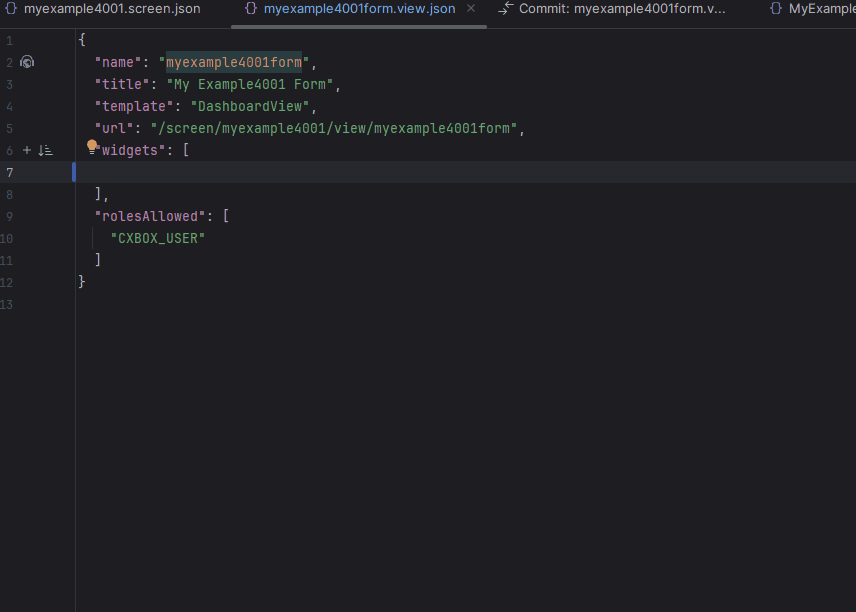 myexample4001.screen.json
myexample4001form.view.json
Commit: myexample4001form.v...
MyExample
1 {
2 "name": "myexample4001form",
3 "title": "My Example4001 Form",
4 "template": "DashboardView",
5 "url": "/screen/myexample4001/view/myexample4001form",
6 "widgets": [
7
8 ],
9 "rolesAllowed": [
10 "CXBOX_USER"
11 ]
12 }
13